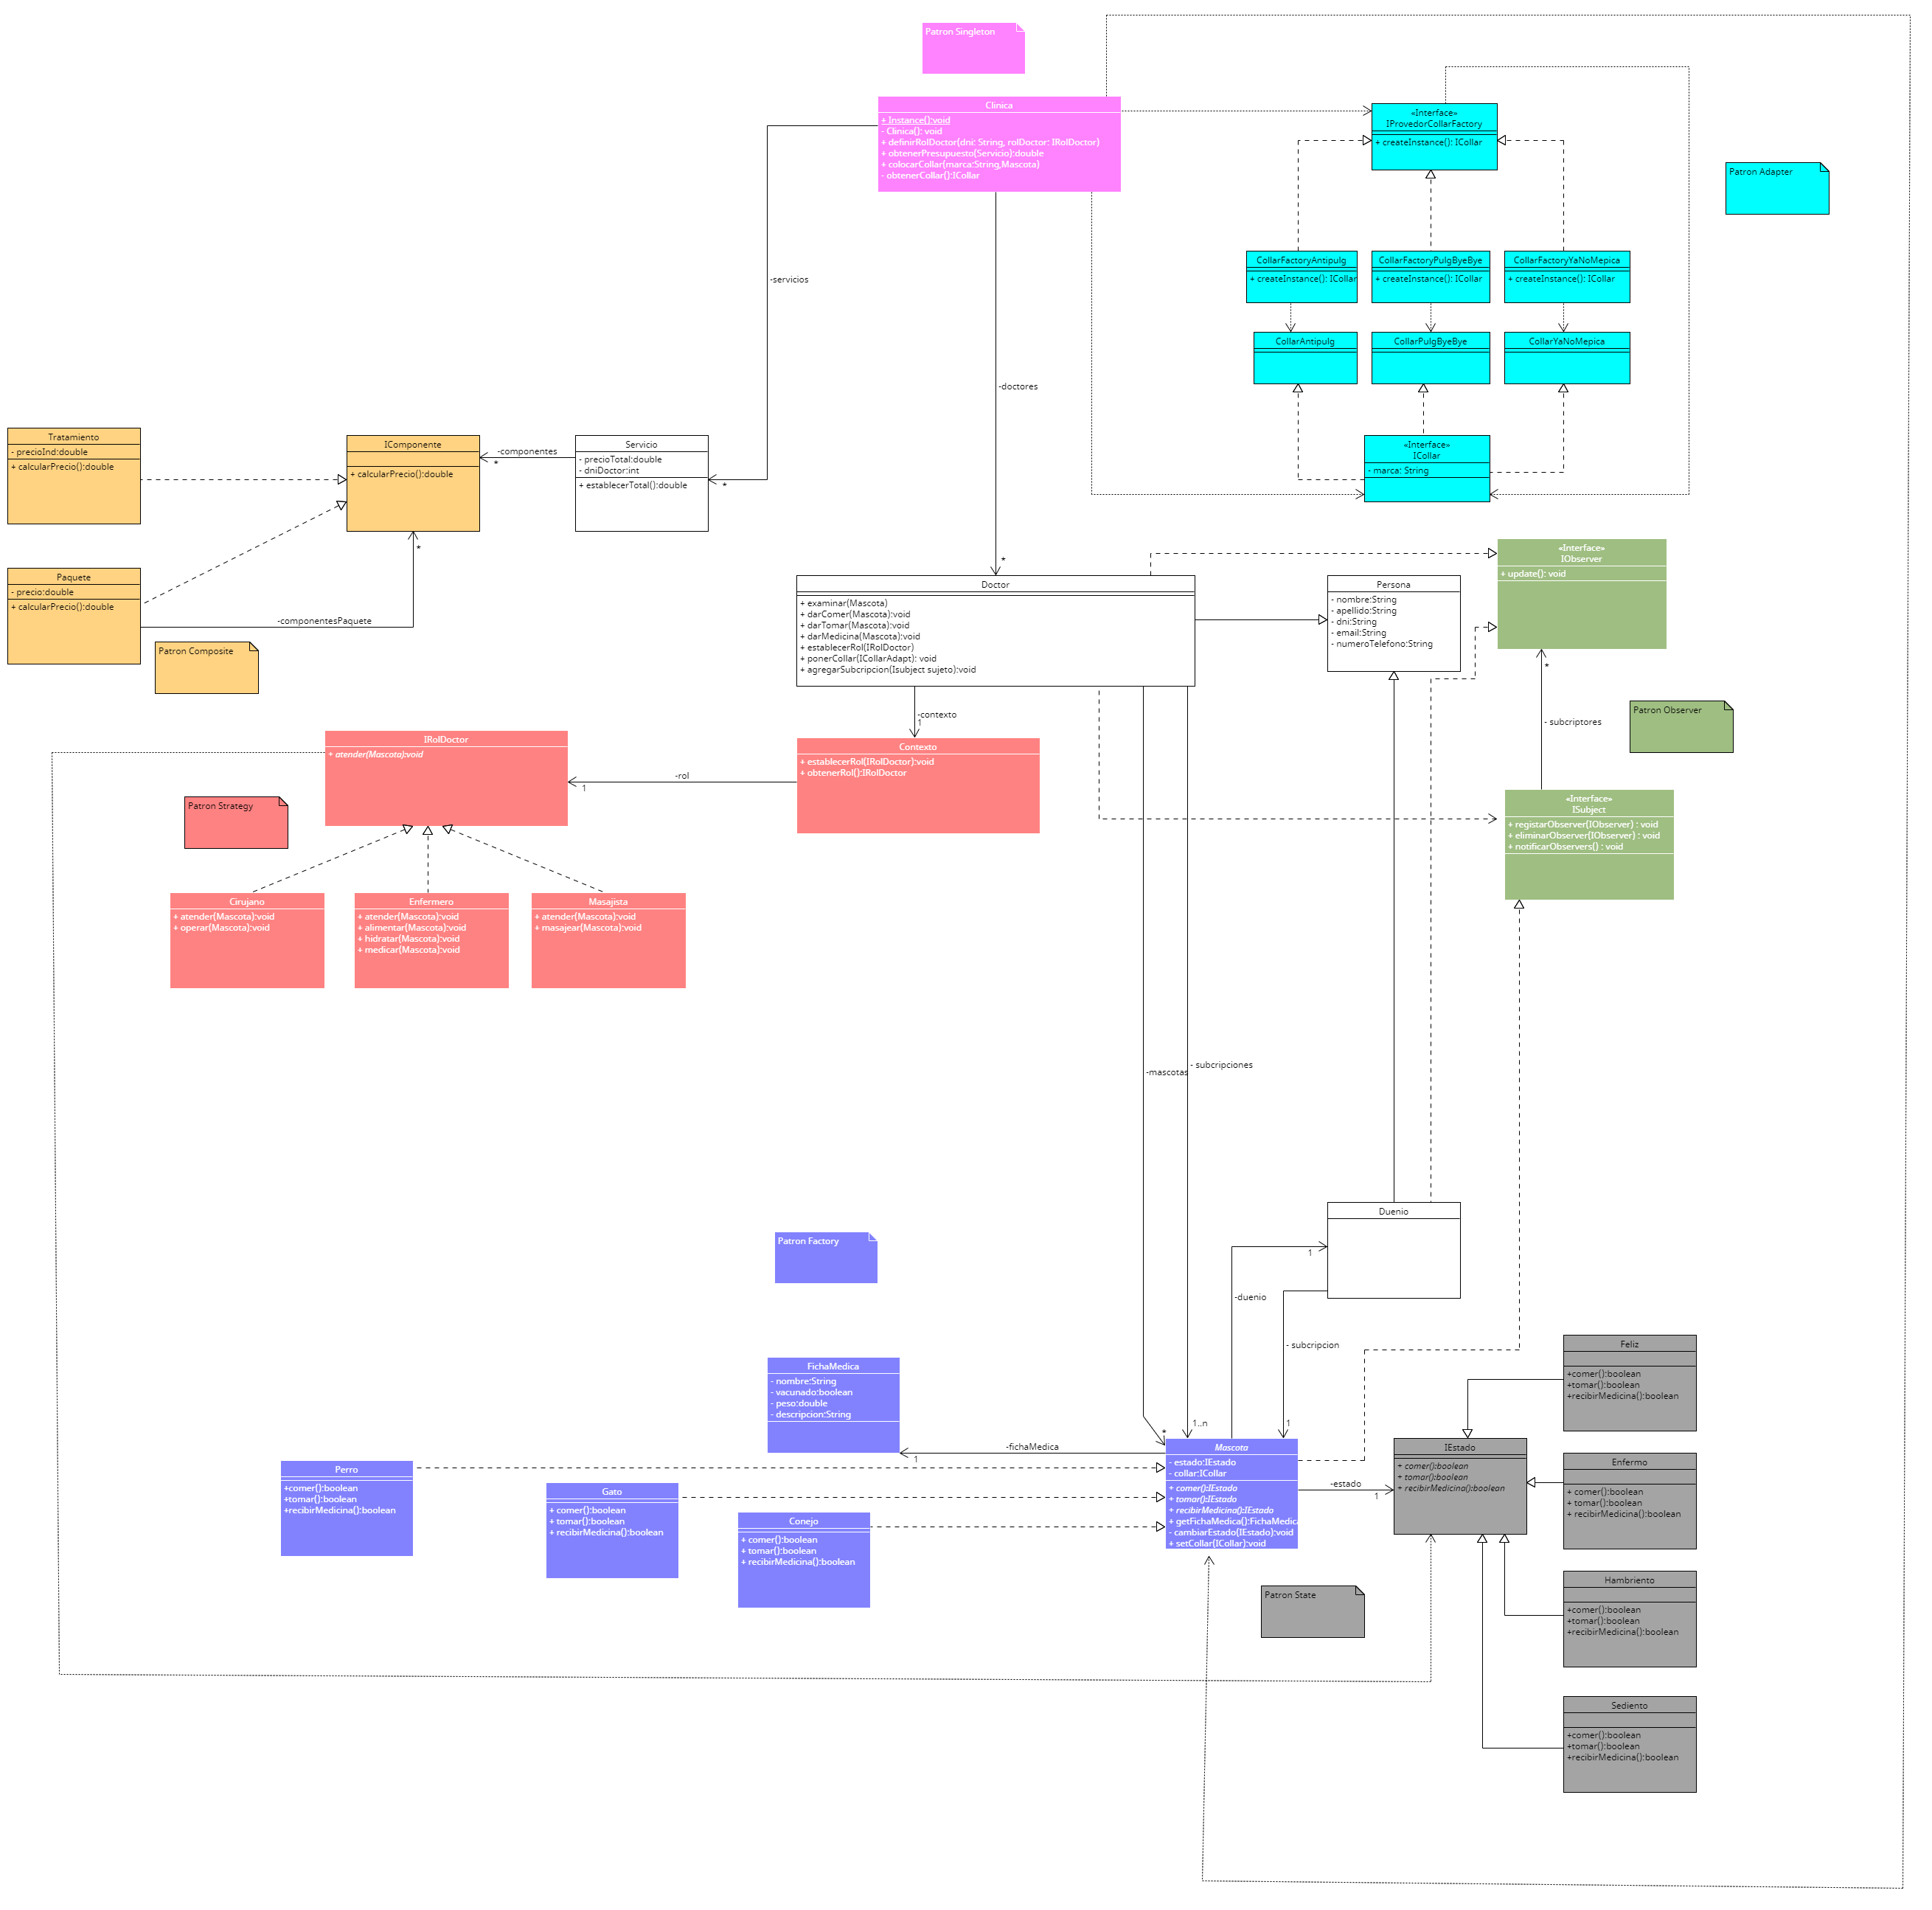 Patron Singleton
Clinica
+ Instance():void
- Clinica(): void
+ definirRolDoctor(dni: String, rolDoctor: IRolDoctor)
+ obtenerPresupuesto(Servicio):double
+ colocarCollar(marca:String,Mascota)
- obtenerCollar():ICollar
«Interface»
IProvedorCollarFactory
+ createInstance(): ICollar
Patron Adapter
CollarFactoryAntipulg
+ createInstance(): ICollar
CollarFactoryPulgByeBye
+ createInstance(): ICollar
CollarFactoryYaNoMepica
+ createInstance(): ICollar
-servicios
CollarAntipulg
CollarPulgByeBye
CollarYaNoMepica
-doctores
*
Tratamiento
- precioInd:double
+ calcularPrecio():double
IComponente
+ calcularPrecio():double
-componentes
*
Servicio
- precioTotal:double
- dniDoctor:int
+ establecerTotal():double
*
«Interface»
ICollar
- marca: String
Paquete
- precio:double
+ calcularPrecio():double
*
-componentesPaquete
Patron Composite
Doctor
+ examinar(Mascota)
+ darComer(Mascota):void
+ darTomar(Mascota):void
+ darMedicina(Mascota):void
+ establecerRol(IRolDoctor)
+ ponerCollar(ICollarAdapt): void
+ agregarSubcripcion(Isubject sujeto):void
Persona
- nombre:String
- apellido:String
- dni:String
- email:String
- numeroTelefono:String
«Interface»
IObserver
+ update(): void
*
- subcriptores
Patron Observer
-contexto
1
IRolDoctor
+ atender(Mascota):void
-rol
1
Contexto
+ establecerRol(IRolDoctor):void
+ obtenerRol():IRolDoctor
Patron Strategy
«Interface»
ISubject
+ registarObserver(IObserver) : void
+ eliminarObserver(IObserver) : void
+ notificarObservers() : void
Cirujano
+ atender(Mascota):void
+ operar(Mascota):void
Enfermero
+ atender(Mascota):void
+ alimentar(Mascota):void
+ hidratar(Mascota):void
+ medicar(Mascota):void
Masajista
+ atender(Mascota):void
+ masajear(Mascota):void
- subcripciones
-mascotas
Patron Factory
Duenio
1
-duenio
- subcripcion
1
1..n
*
1
FichaMedica
- nombre:String
- vacunado:boolean
- peso:double
- descripcion:String
-fichaMedica
1
Mascota
- estado:IEstado
- collar:ICollar
+ comer():IEstado
+ tomar():IEstado
+ recibirMedicina():IEstado
+ getFichaMedica():FichaMedica
- cambiarEstado(IEstado):void
+ setCollar(ICollar):void
-estado
1
IEstado
+ comer():boolean
+ tomar():boolean
+ recibirMedicina():boolean
Feliz
+comer():boolean
+tomar():boolean
+recibirMedicina():boolean
Enfermo
+ comer():boolean
+ tomar():boolean
+ recibirMedicina():boolean
Perro
+comer():boolean
+tomar():boolean
+recibirMedicina():boolean
Gato
+ comer():boolean
+ tomar():boolean
+ recibirMedicina():boolean
Conejo
+ comer():boolean
+ tomar():boolean
+ recibirMedicina():boolean
Patron State
Hambriento
+comer():boolean
+tomar():boolean
+recibirMedicina():boolean
Sediento
+comer():boolean
+tomar():boolean
+recibirMedicina():boolean